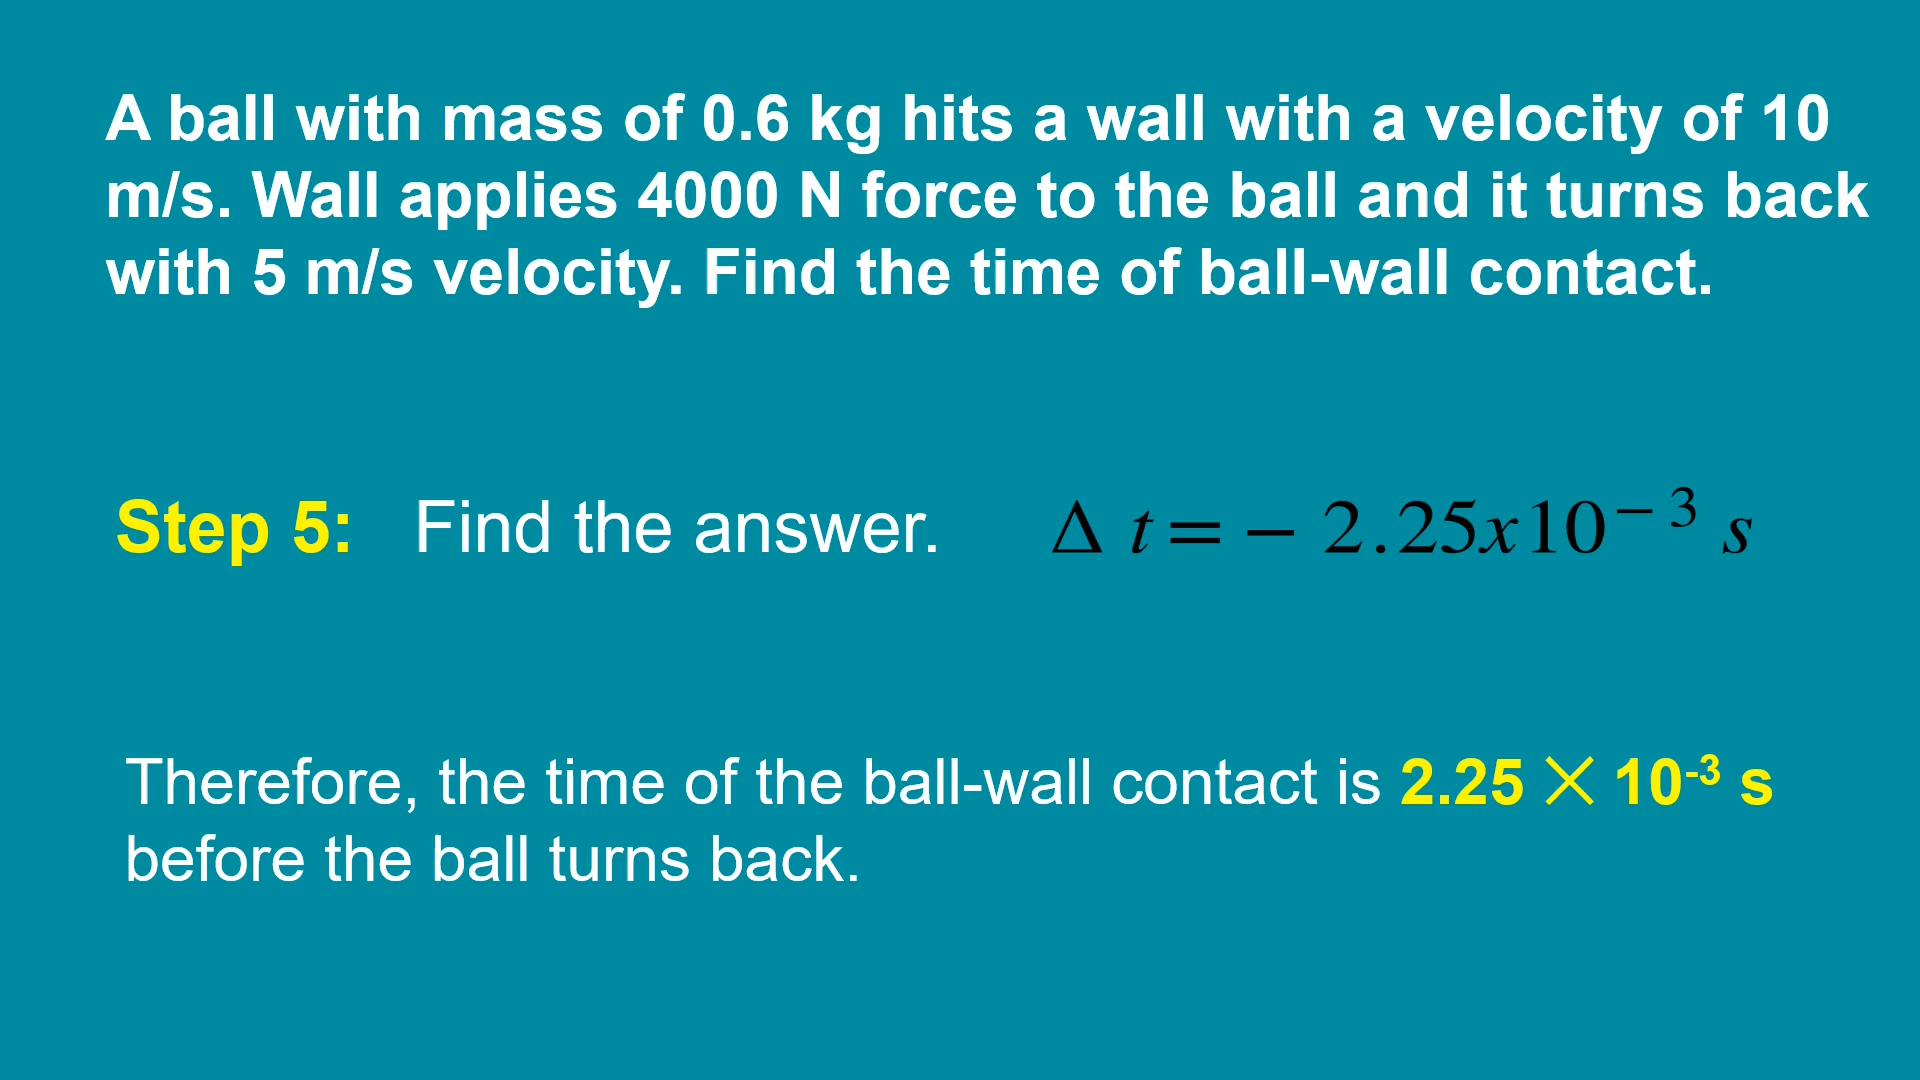 A ball with mass of 0.6 kg hits a wall with a velocity of 10
m/s. Wall applies 4000 N force to the ball and it turns back
with 5 m/s velocity. Find the time of ball-wall contact.
Step 5: Find the answer. Δ t = − 2.25x10⁻³ s
Therefore, the time of the ball-wall contact is 2.25 × 10⁻³ s
before the ball turns back.